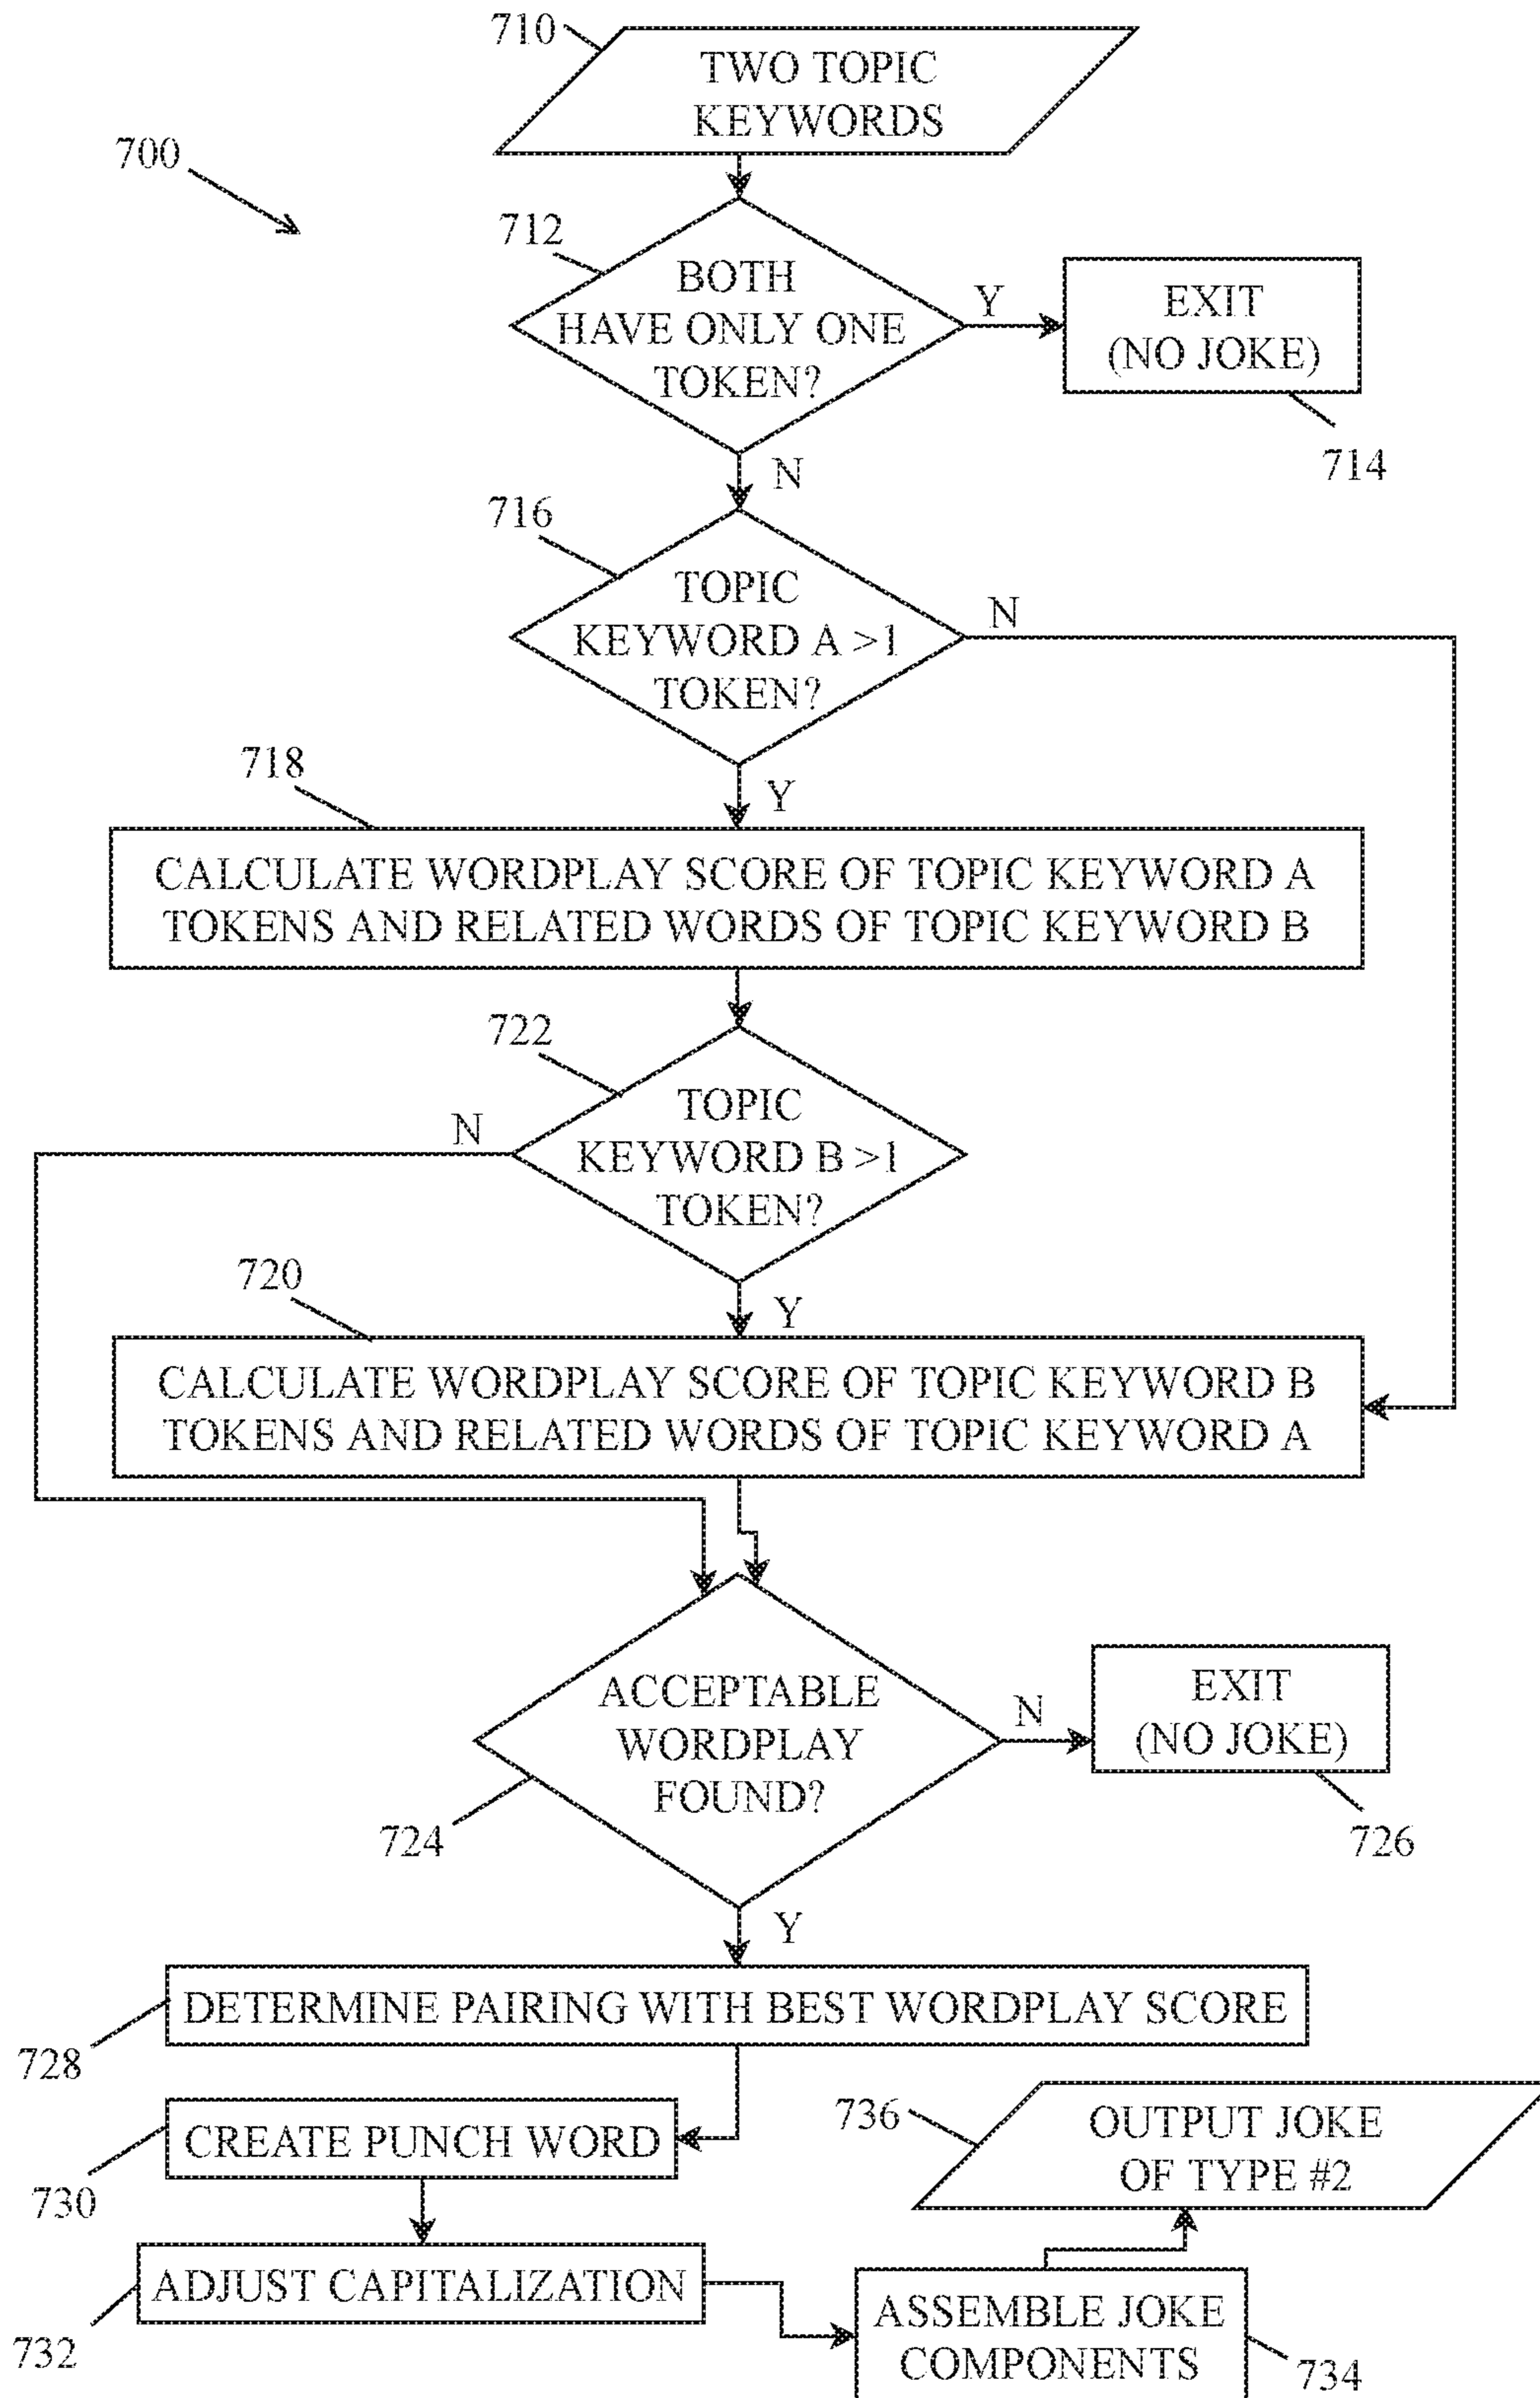 710
TWO TOPIC
KEYWORDS
700
712
BOTH
HAVE ONLY ONE
TOKEN?
Y
EXIT
(NO JOKE)
714
N
716
TOPIC
KEYWORD A >1
TOKEN?
N
718
Y
CALCULATE WORDPLAY SCORE OF TOPIC KEYWORD A
TOKENS AND RELATED WORDS OF TOPIC KEYWORD B
722
TOPIC
KEYWORD B >1
TOKEN?
N
720
Y
CALCULATE WORDPLAY SCORE OF TOPIC KEYWORD B
TOKENS AND RELATED WORDS OF TOPIC KEYWORD A
ACCEPTABLE
WORDPLAY
FOUND?
N
EXIT
(NO JOKE)
724
726
Y
DETERMINE PAIRING WITH BEST WORDPLAY SCORE
728
CREATE PUNCH WORD
730
736
OUTPUT JOKE
OF TYPE #2
ADJUST CAPITALIZATION
732
ASSEMBLE JOKE
COMPONENTS
734